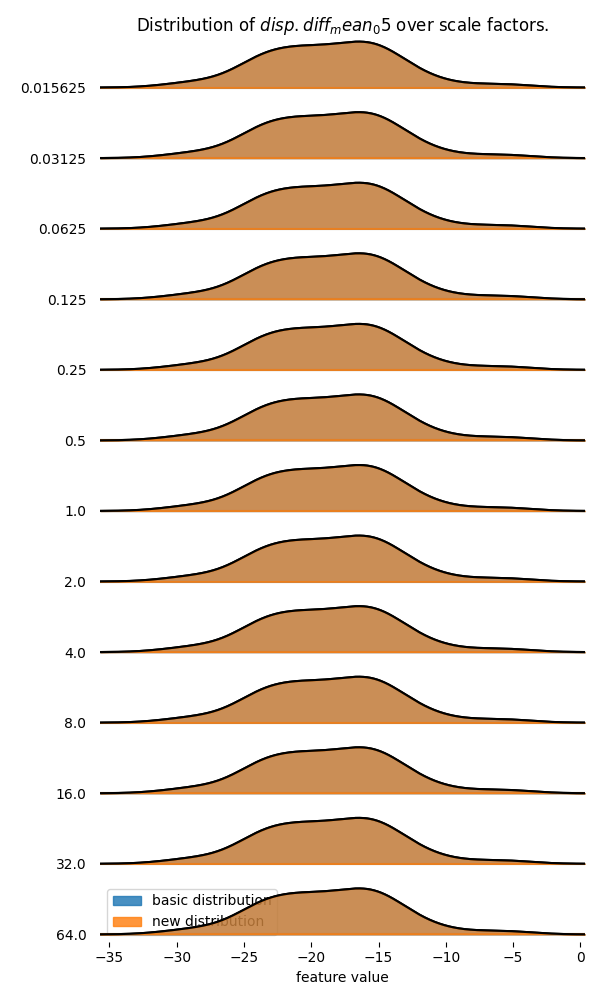 Distribution of disp.diff_mean_05 over scale factors.
0.015625
0.03125
0.0625
0.125
0.25
0.5
1.0
2.0
4.0
8.0
16.0
32.0
64.0
basic distribution
new distribution
−35 −30 −25 −20 −15 −10 −5 0
feature value